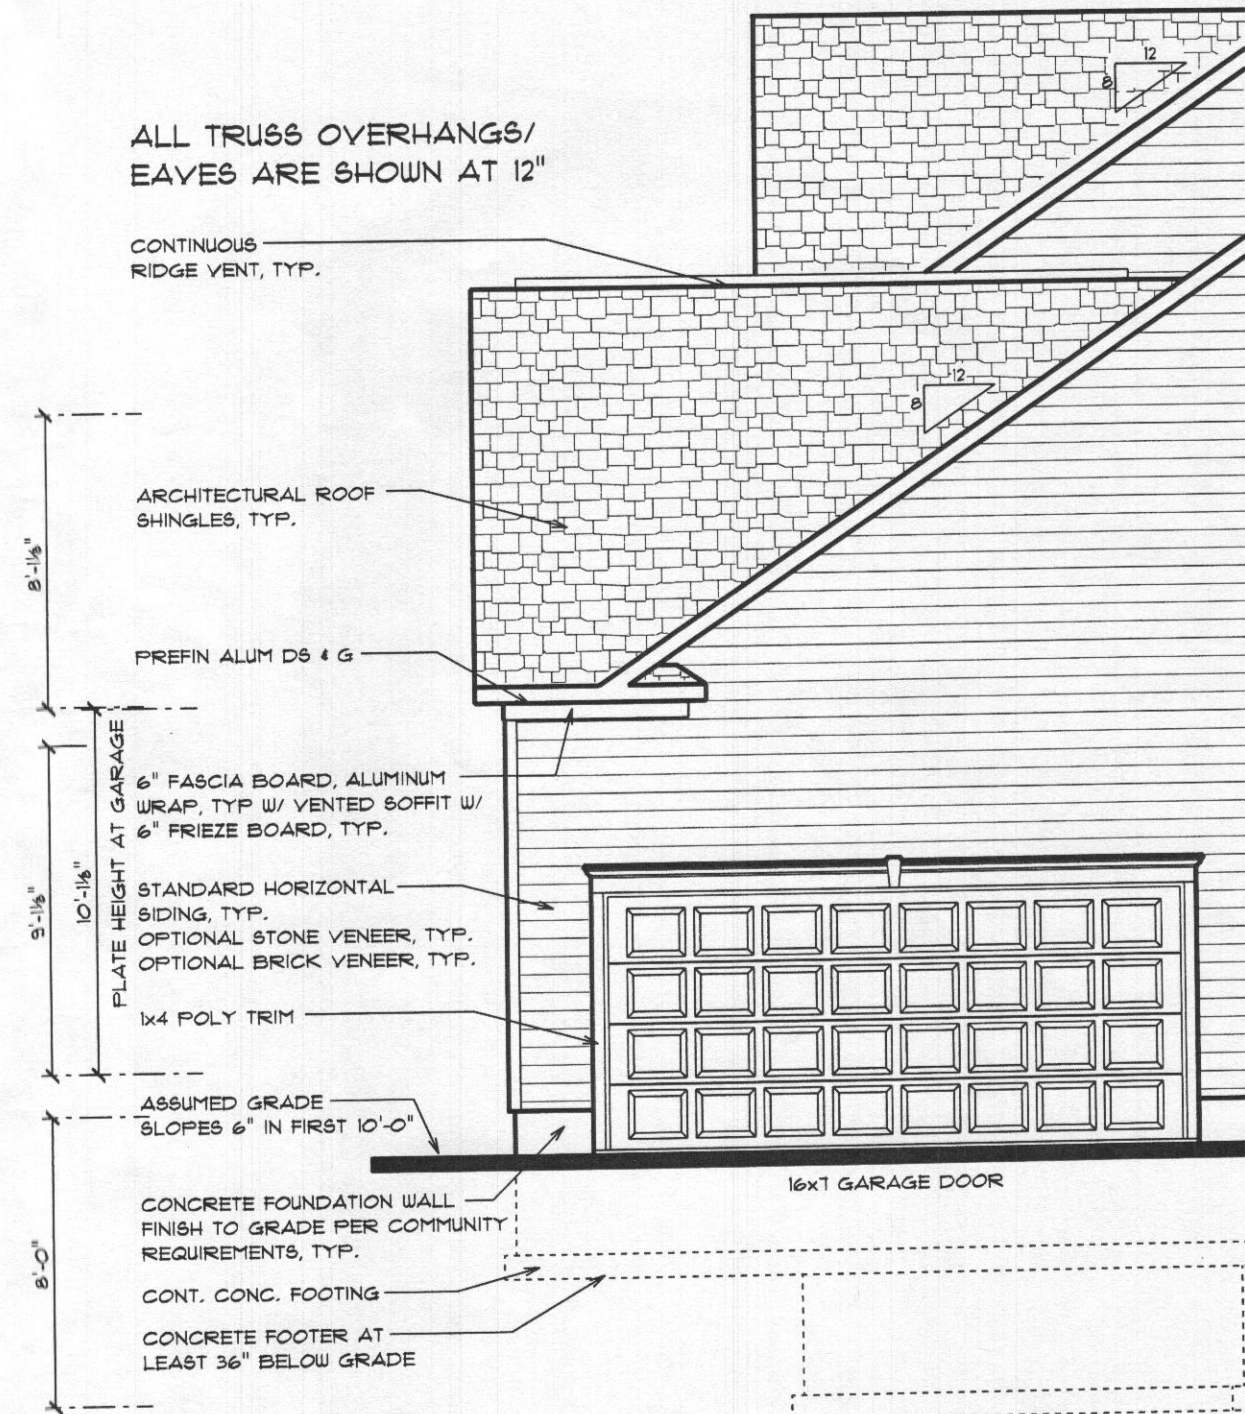 ALL TRUSS OVERHANGS/
EAVES ARE SHOWN AT 12"
12
8
CONTINUOUS
RIDGE VENT, TYP.
12
8
ARCHITECTURAL ROOF
SHINGLES, TYP.
8'-1⅛"
PREFIN ALUM DS & G
6" FASCIA BOARD, ALUMINUM
WRAP, TYP W/ VENTED SOFFIT W/
6" FRIEZE BOARD, TYP.
9'-1⅛"
10'-1⅛"
PLATE HEIGHT AT GARAGE
STANDARD HORIZONTAL
SIDING, TYP.
OPTIONAL STONE VENEER, TYP.
OPTIONAL BRICK VENEER, TYP.
1x4 POLY TRIM
ASSUMED GRADE
SLOPES 6" IN FIRST 10'-0"
16x7 GARAGE DOOR
CONCRETE FOUNDATION WALL
FINISH TO GRADE PER COMMUNITY
REQUIREMENTS, TYP.
8'-0"
CONT. CONC. FOOTING
CONCRETE FOOTER AT
LEAST 36" BELOW GRADE